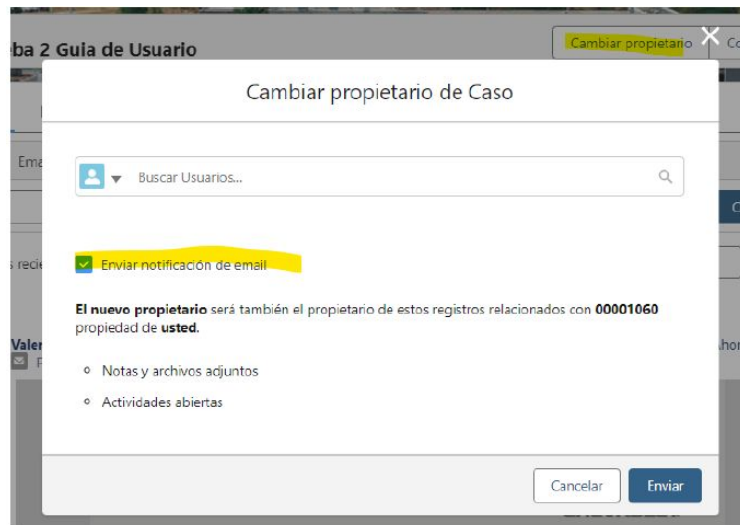 ba 2 Guia de Usuario
Cambiar propietario
Cambiar propietario de Caso
Buscar Usuarios...
Enviar notificación de email
El nuevo propietario será también el propietario de estos registros relacionados con 00001060
propiedad de usted.
Notas y archivos adjuntos
Actividades abiertas
Cancelar
Enviar